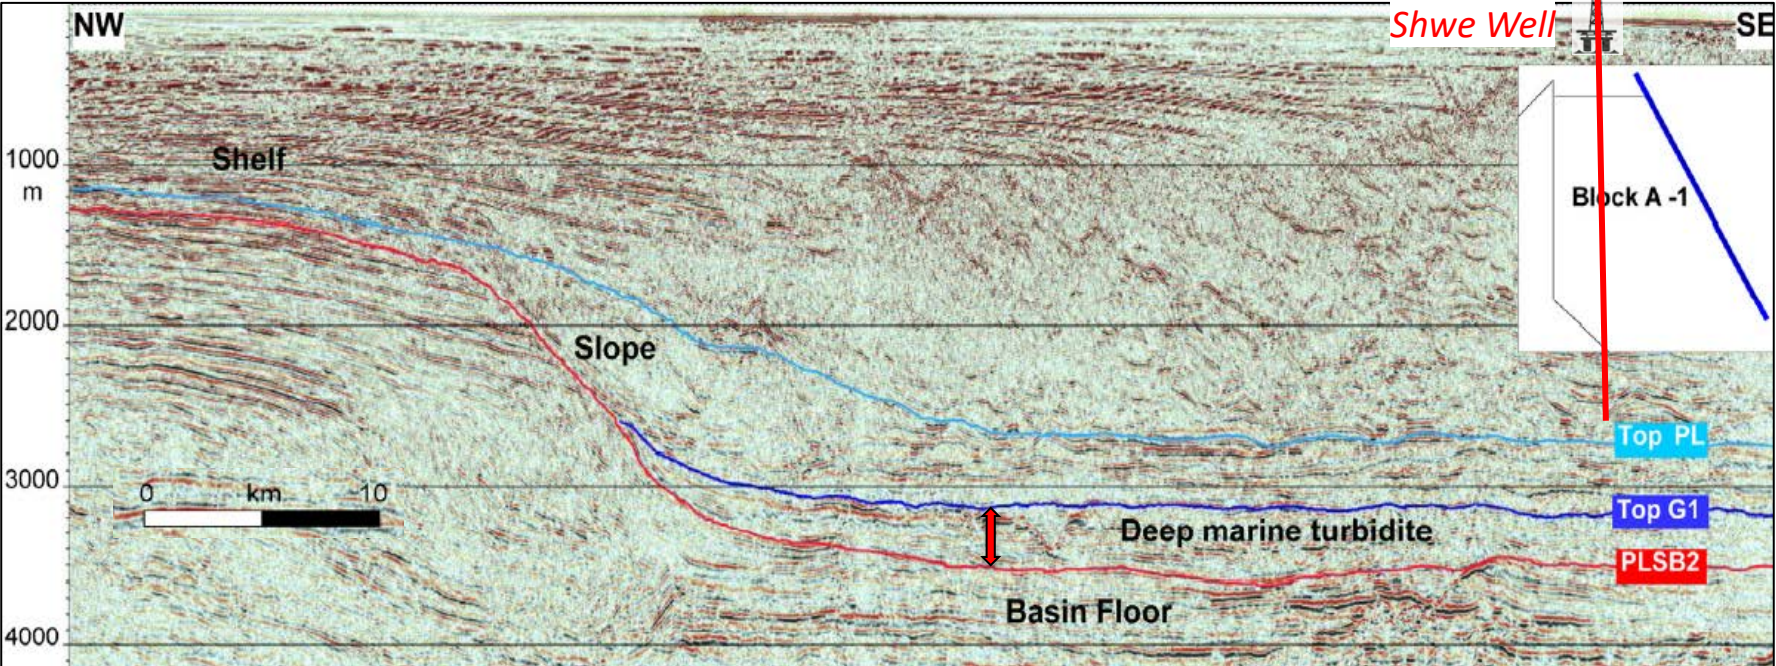 NW
Shwe Well
SE
1000
m
Shelf
Block A -1
2000
Slope
Top PL
3000
0 km 10
Top G1
Deep marine turbidite
PLSB2
Basin Floor
4000